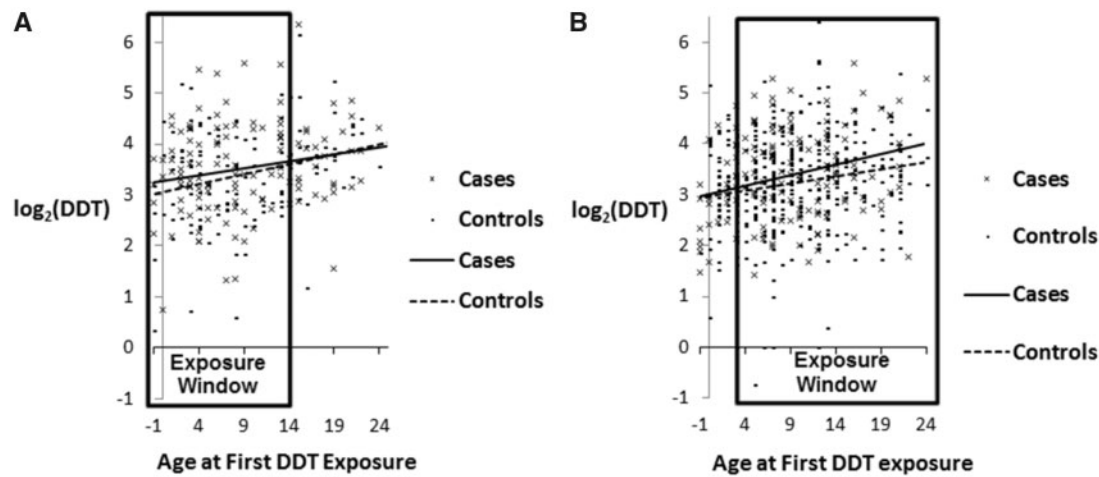 A
6
5
4
3
2
1
0
-1
log2(DDT)
Exposure
Window
-1 4 9 14 19 24
Age at First DDT Exposure
× Cases
- Controls
Cases
Controls
B
6
5
4
3
2
1
0
-1
log2(DDT)
Exposure
Window
-1 4 9 14 19 24
Age at First DDT exposure
× Cases
- Controls
Cases
Controls